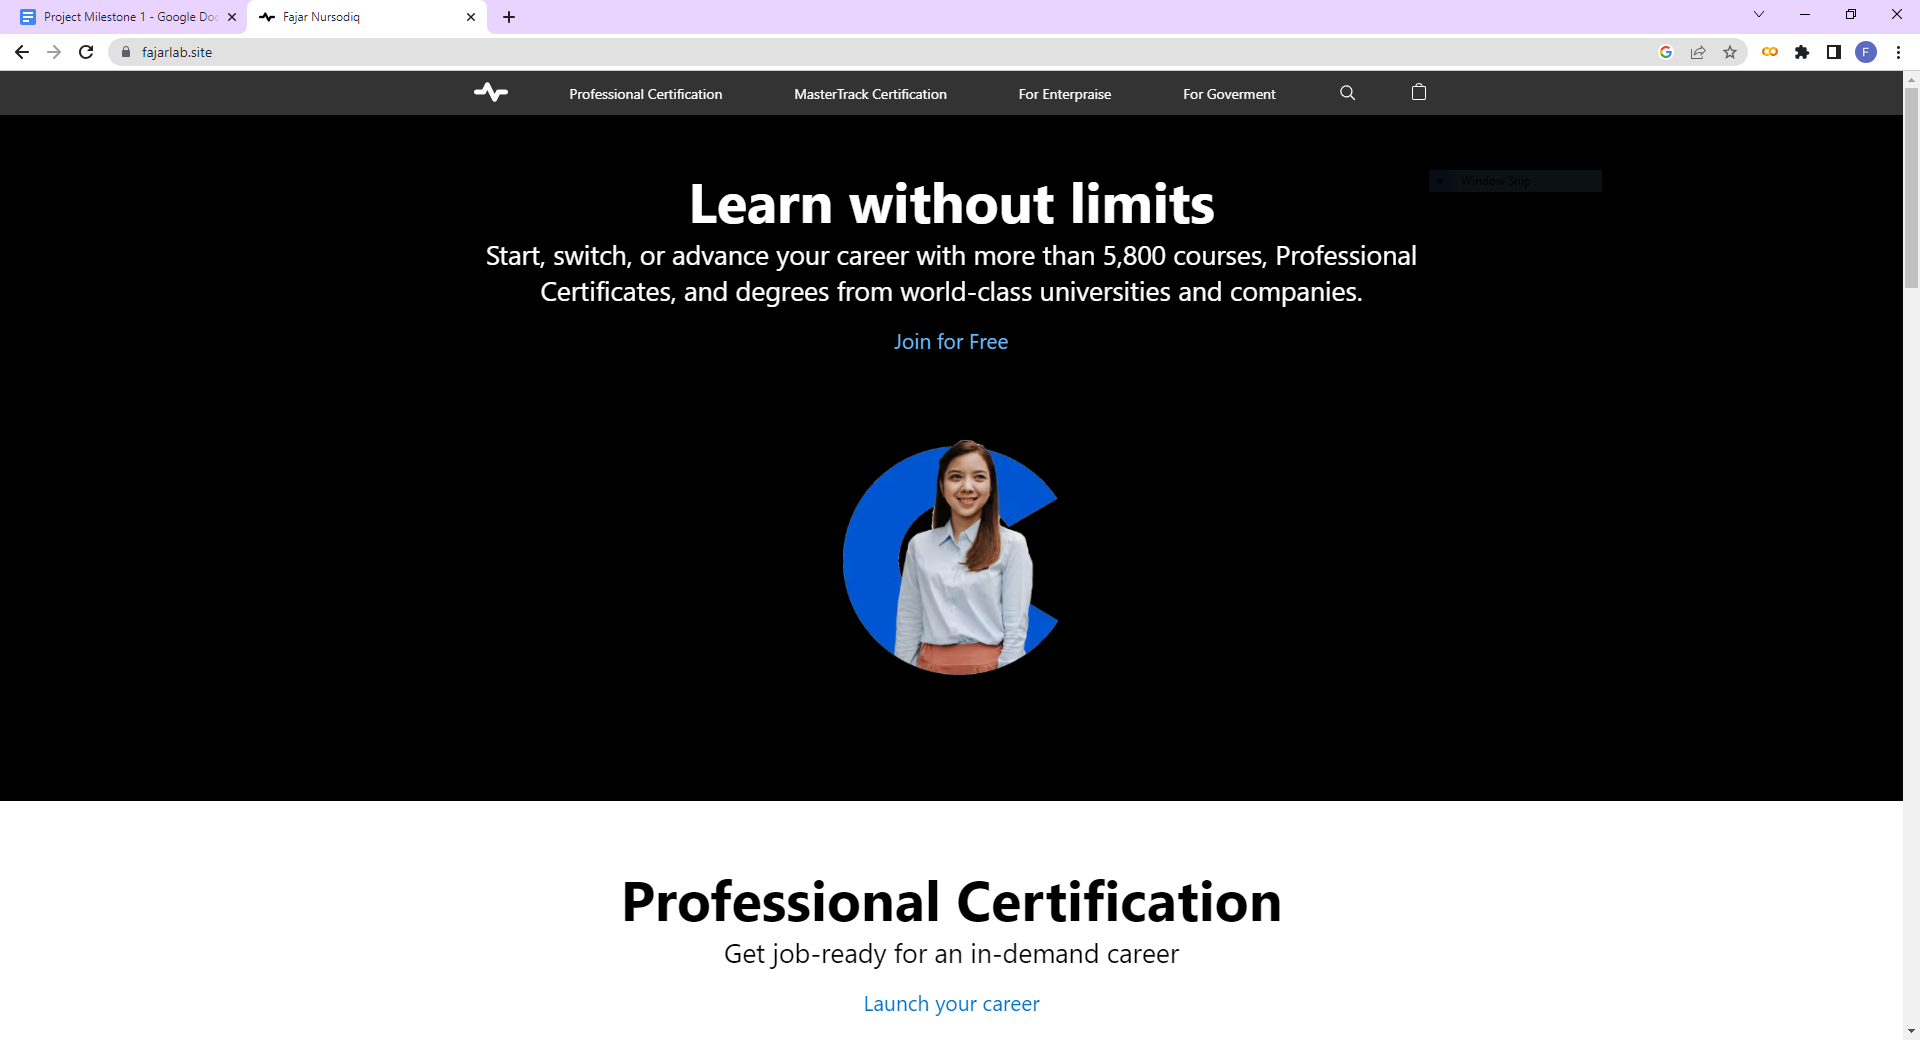 Project Milestone 1 - Google Doc
Fajar Nursodiq
fajarlab.site
F
Professional Certification
MasterTrack Certification
For Enterpraise
For Goverment
Window Snip
Learn without limits
Start, switch, or advance your career with more than 5,800 courses, Professional
Certificates, and degrees from world-class universities and companies.
Join for Free
Professional Certification
Get job-ready for an in-demand career
Launch your career